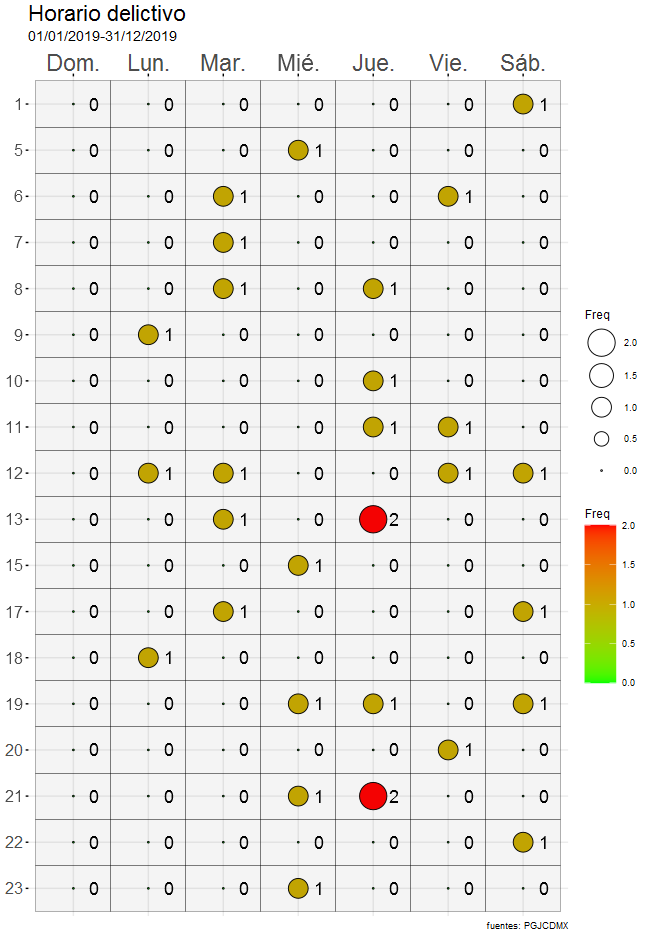 Horario delictivo
01/01/2019-31/12/2019
Dom. Lun. Mar. Mié. Jue. Vie. Sáb.
1 0 0 0 0 0 0 1
5 0 0 0 1 0 0 0
6 0 0 1 0 0 1 0
7 0 0 1 0 0 0 0
8 0 0 1 0 1 0 0
9 0 1 0 0 0 0 0
10 0 0 0 0 1 0 0
11 0 0 0 0 1 1 0
12 0 1 1 0 0 1 1
13 0 0 1 0 2 0 0
15 0 0 0 1 0 0 0
17 0 0 1 0 0 0 1
18 0 1 0 0 0 0 0
19 0 0 0 1 1 0 1
20 0 0 0 0 0 1 0
21 0 0 0 1 2 0 0
22 0 0 0 0 0 0 1
23 0 0 0 1 0 0 0
Freq
2.0
1.5
1.0
0.5
0.0
Freq
2.0
1.5
1.0
0.5
0.0
fuentes: PGJCDMX